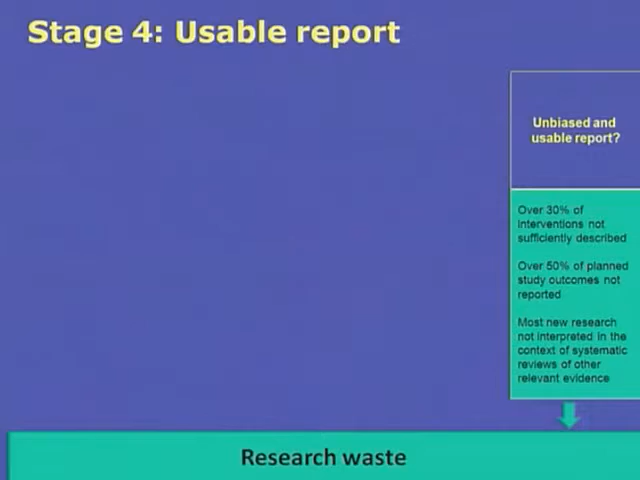 Stage 4: Usable report
Unbiased and
usable report?
Over 30% of
interventions not
sufficiently described
Over 50% of planned
study outcomes not
reported
Most new research
not interpreted in the
context of systematic
reviews of other
relevant evidence
Research waste